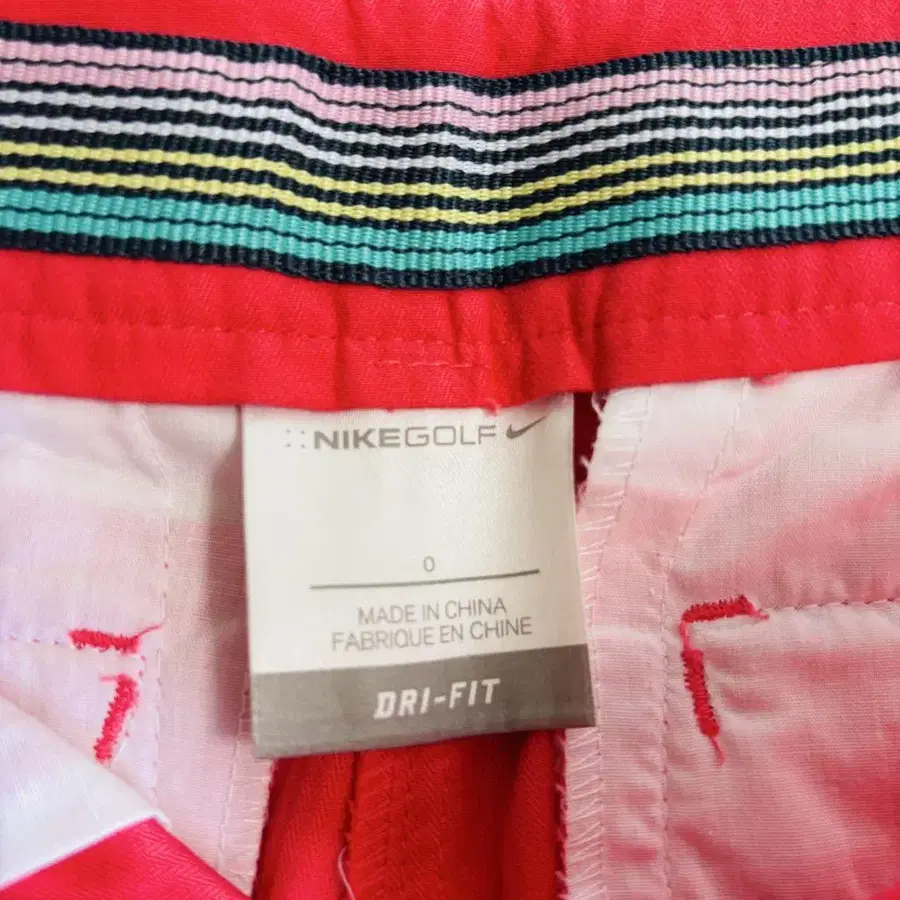 NIKEGOLF
0
MADE IN CHINA
FABRIQUE EN CHINE
DRI-FIT